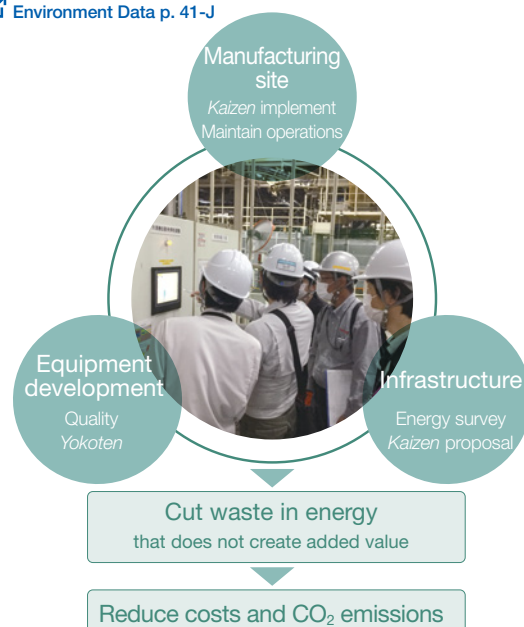 Environment Data p. 41-J
Manufacturing
site
Kaizen implement
Maintain operations
Equipment
development
Quality
Yokoten
Infrastructure
Energy survey
Kaizen proposal
Cut waste in energy
that does not create added value
Reduce costs and CO₂ emissions